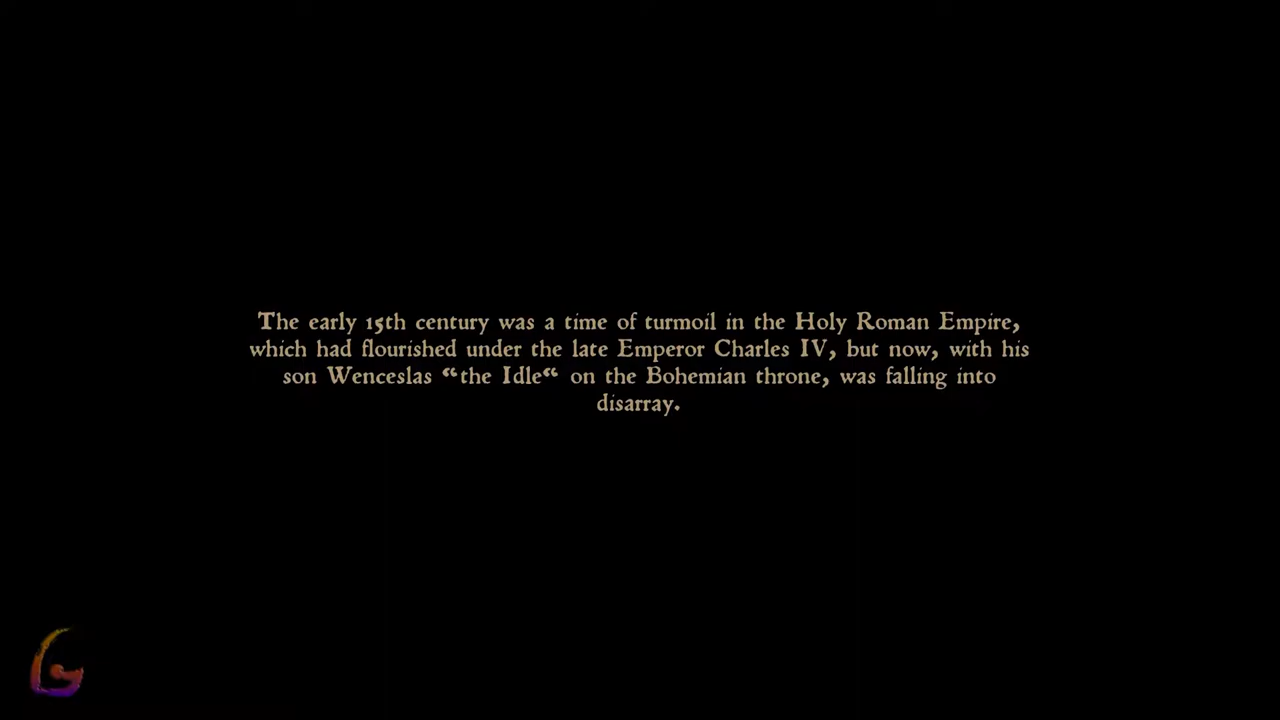 The early 15th century was a time of turmoil in the Holy Roman Empire,
which had flourished under the late Emperor Charles IV, but now, with his
son Wenceslas “the Idle“ on the Bohemian throne, was falling into
disarray.